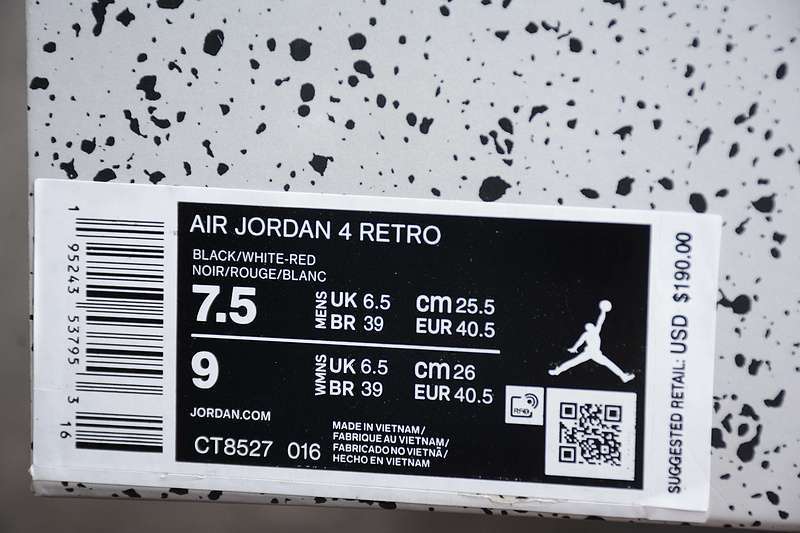 AIR JORDAN 4 RETRO
BLACK/WHITE-RED
NOIR/ROUGE/BLANC
7.5 MENS UK 6.5 cm 25.5
BR 39 EUR 40.5
9 WMNS UK 6.5 cm 26
BR 39 EUR 40.5
JORDAN.COM
CT8527 016
MADE IN VIETNAM/
FABRIQUE AU VIETNAM/
FABRICADO NO VIETNÃ/
HECHO EN VIETNAM
RFID
1 95243 53795 3 16
SUGGESTED RETAIL: USD $190.00